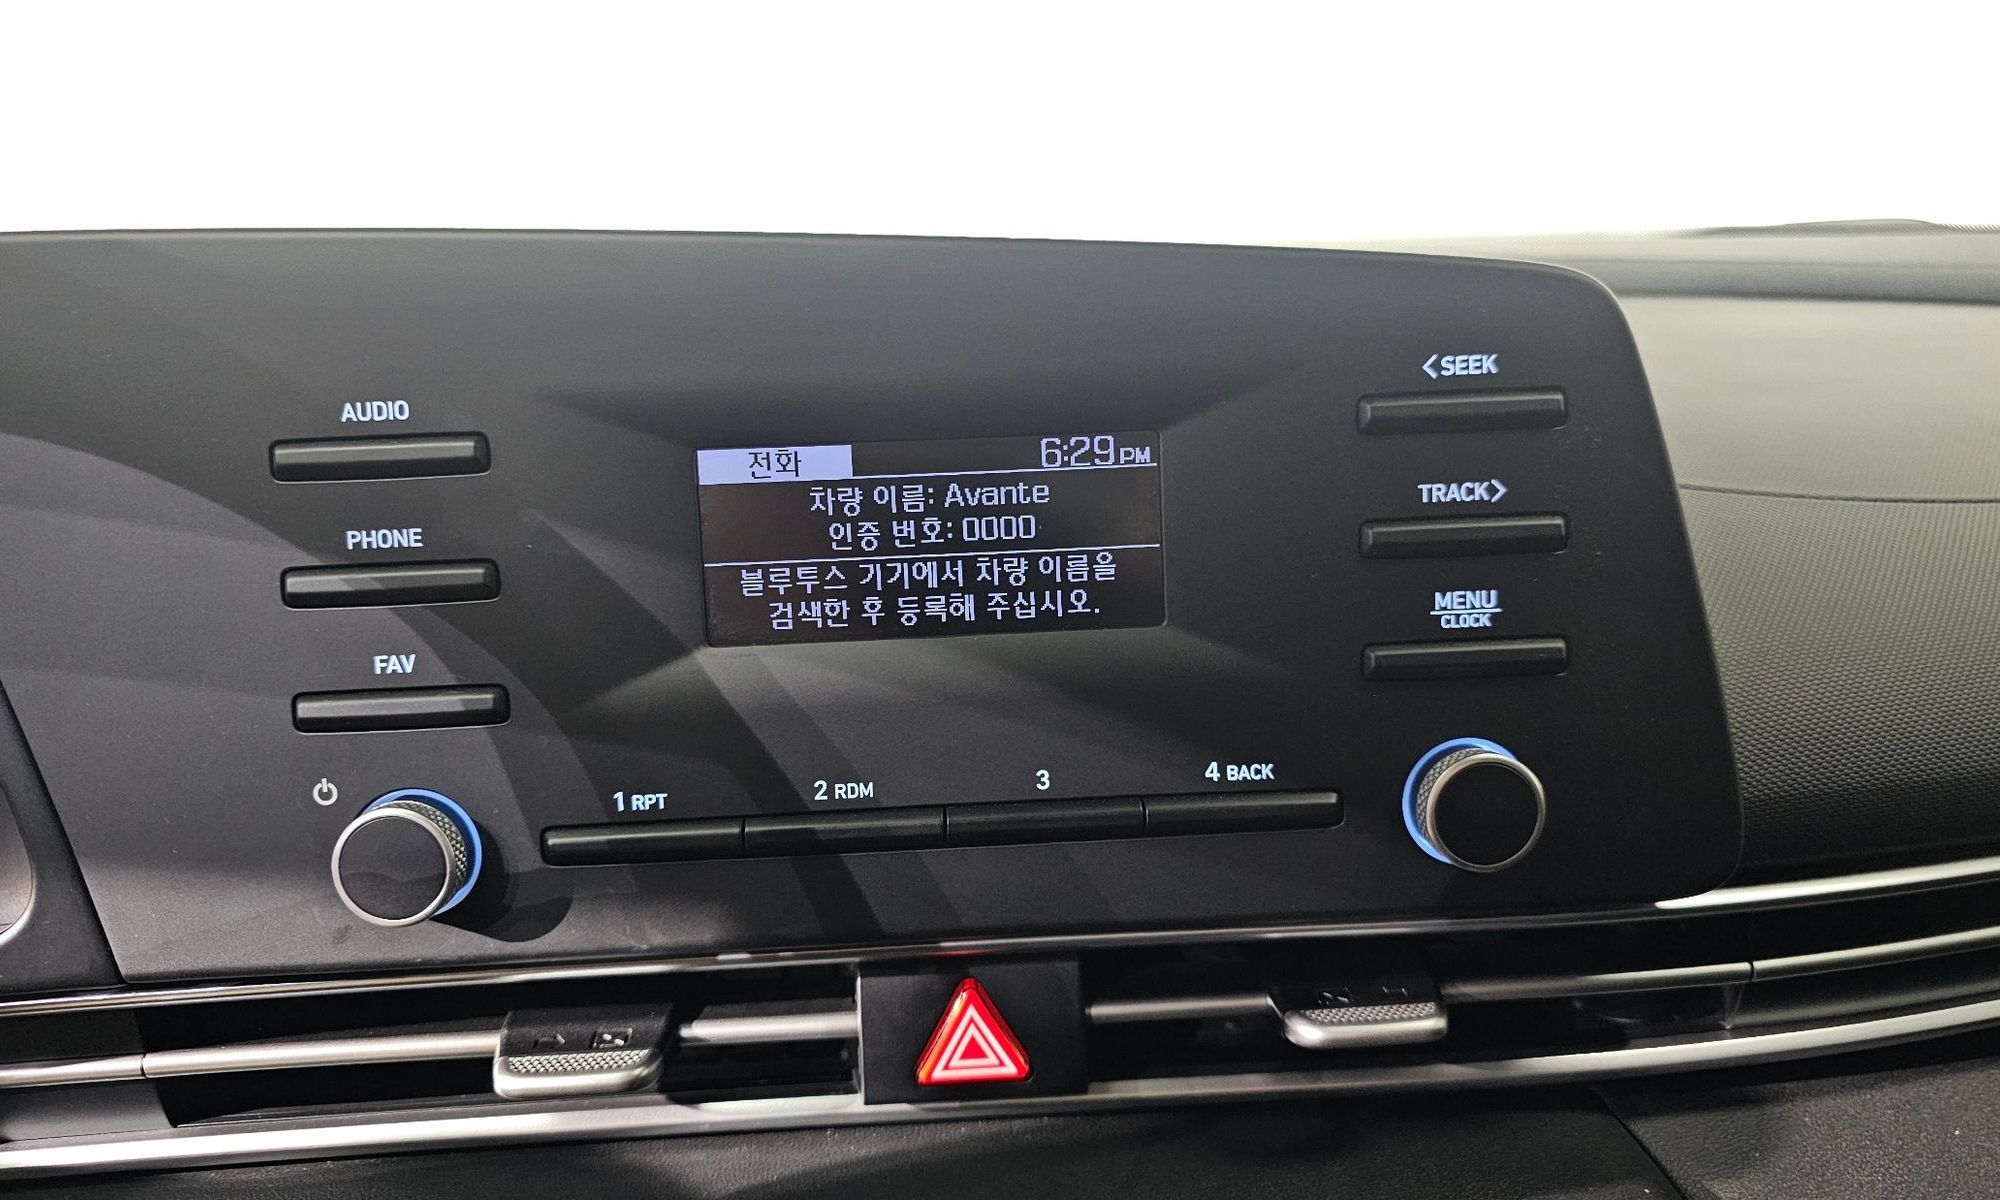 전화 6:29 PM
차량 이름: Avante
인증 번호: 0000
블루투스 기기에서 차량 이름을
검색한 후 등록해 주십시오.
AUDIO
PHONE
FAV
<SEEK
TRACK>
MENU
CLOCK
1 RPT 2 RDM 3 4 BACK